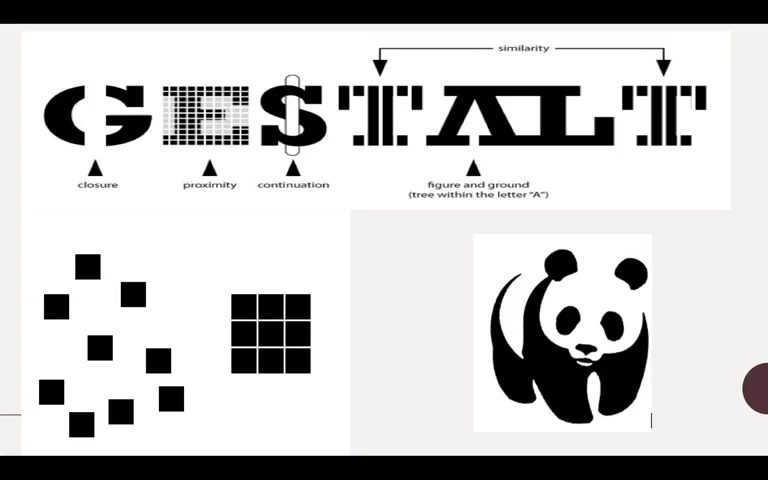 similarity
GESTALT
closure
proximity
continuation
figure and ground
(tree within the letter "A")